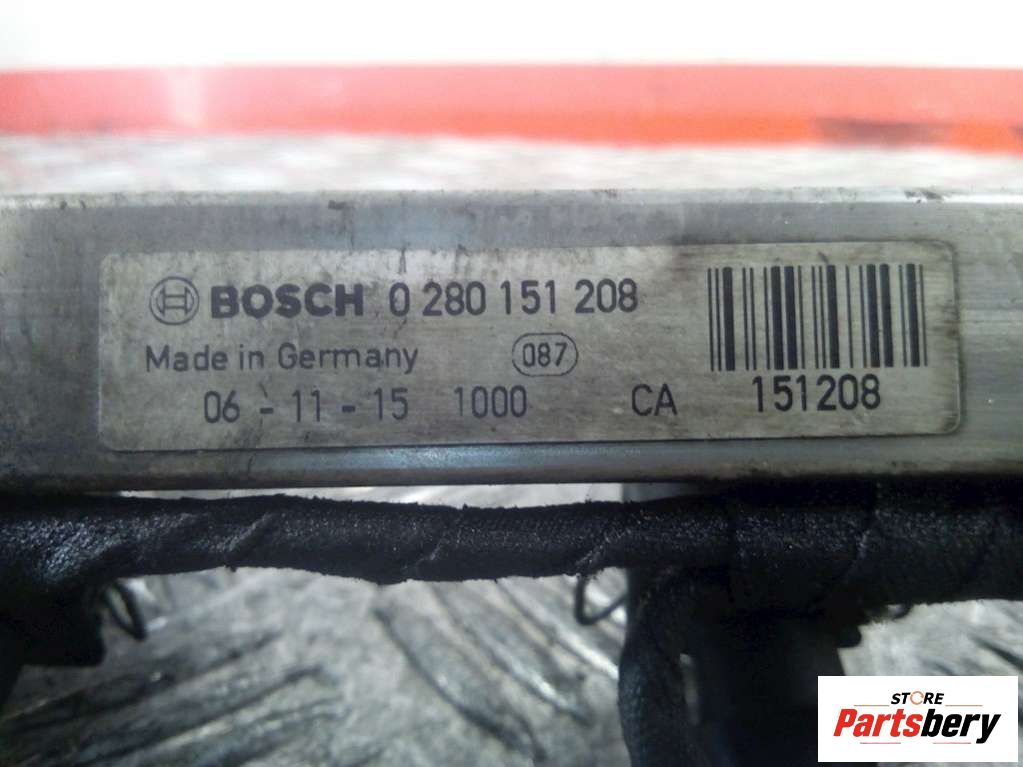 BOSCH 0 280 151 208
Made in Germany 087
06 - 11 - 15 1000 CA 151208
STORE
Partsbery